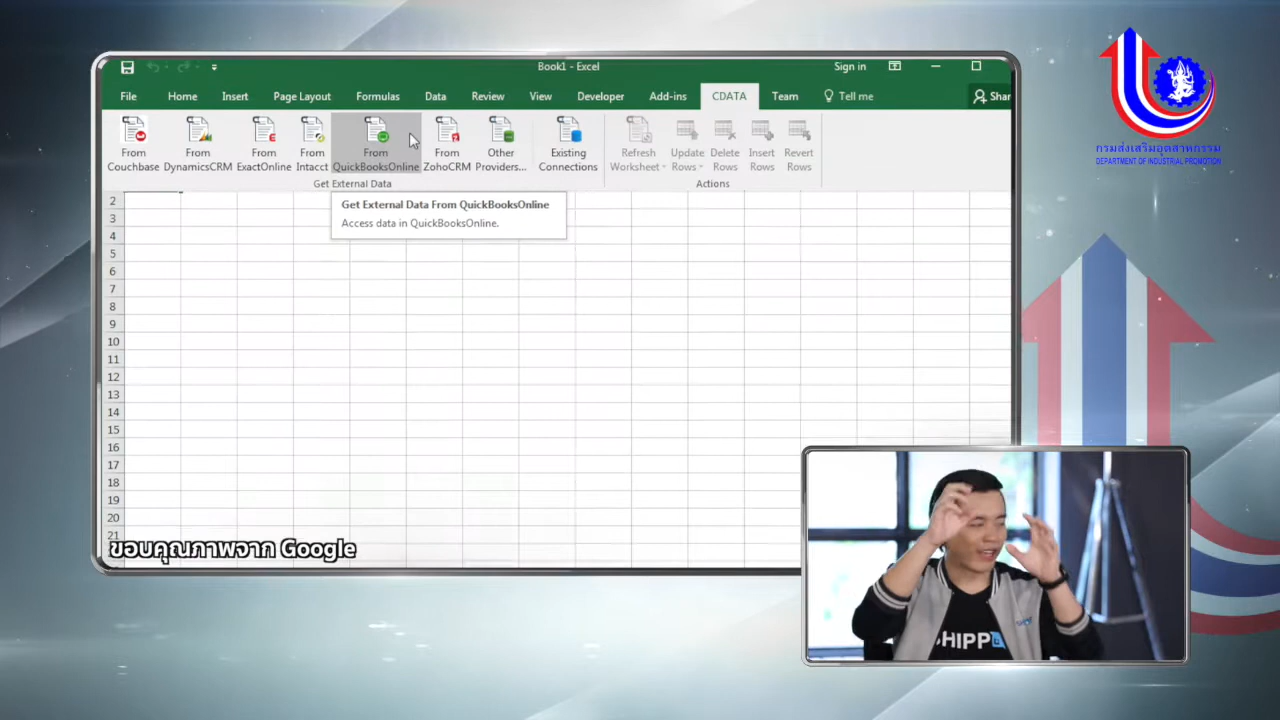 Book1 - Excel
Sign in
File Home Insert Page Layout Formulas Data Review View Developer Add-ins CDATA Team Tell me Shar
From Couchbase
From DynamicsCRM
From ExactOnline
From Intacct
From QuickBooksOnline
From ZohoCRM
Other Providers...
Existing Connections
Refresh Worksheet
Update Rows
Delete Rows
Insert Rows
Revert Rows
Get External Data
Actions
Get External Data From QuickBooksOnline
Access data in QuickBooksOnline.
2
3
4
5
6
7
8
9
10
11
12
13
14
15
16
17
18
19
20
21
ขอบคุณภาพจาก Google
กรมส่งเสริมอุตสาหกรรม
DEPARTMENT OF INDUSTRIAL PROMOTION
SHIPP